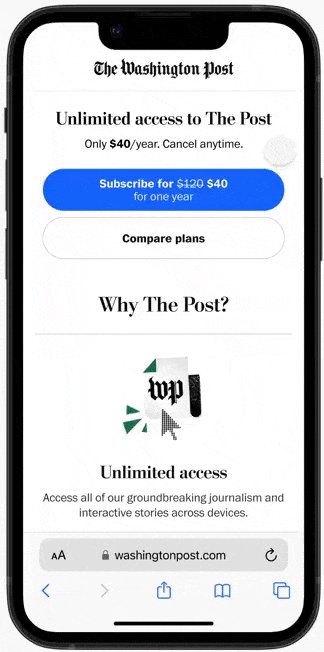 The Washington Post
Unlimited access to The Post
Only $40/year. Cancel anytime.
Subscribe for $120 $40
for one year
Compare plans
Why The Post?
wp
Unlimited access
Access all of our groundbreaking journalism and
interactive stories across devices.
AA washingtonpost.com